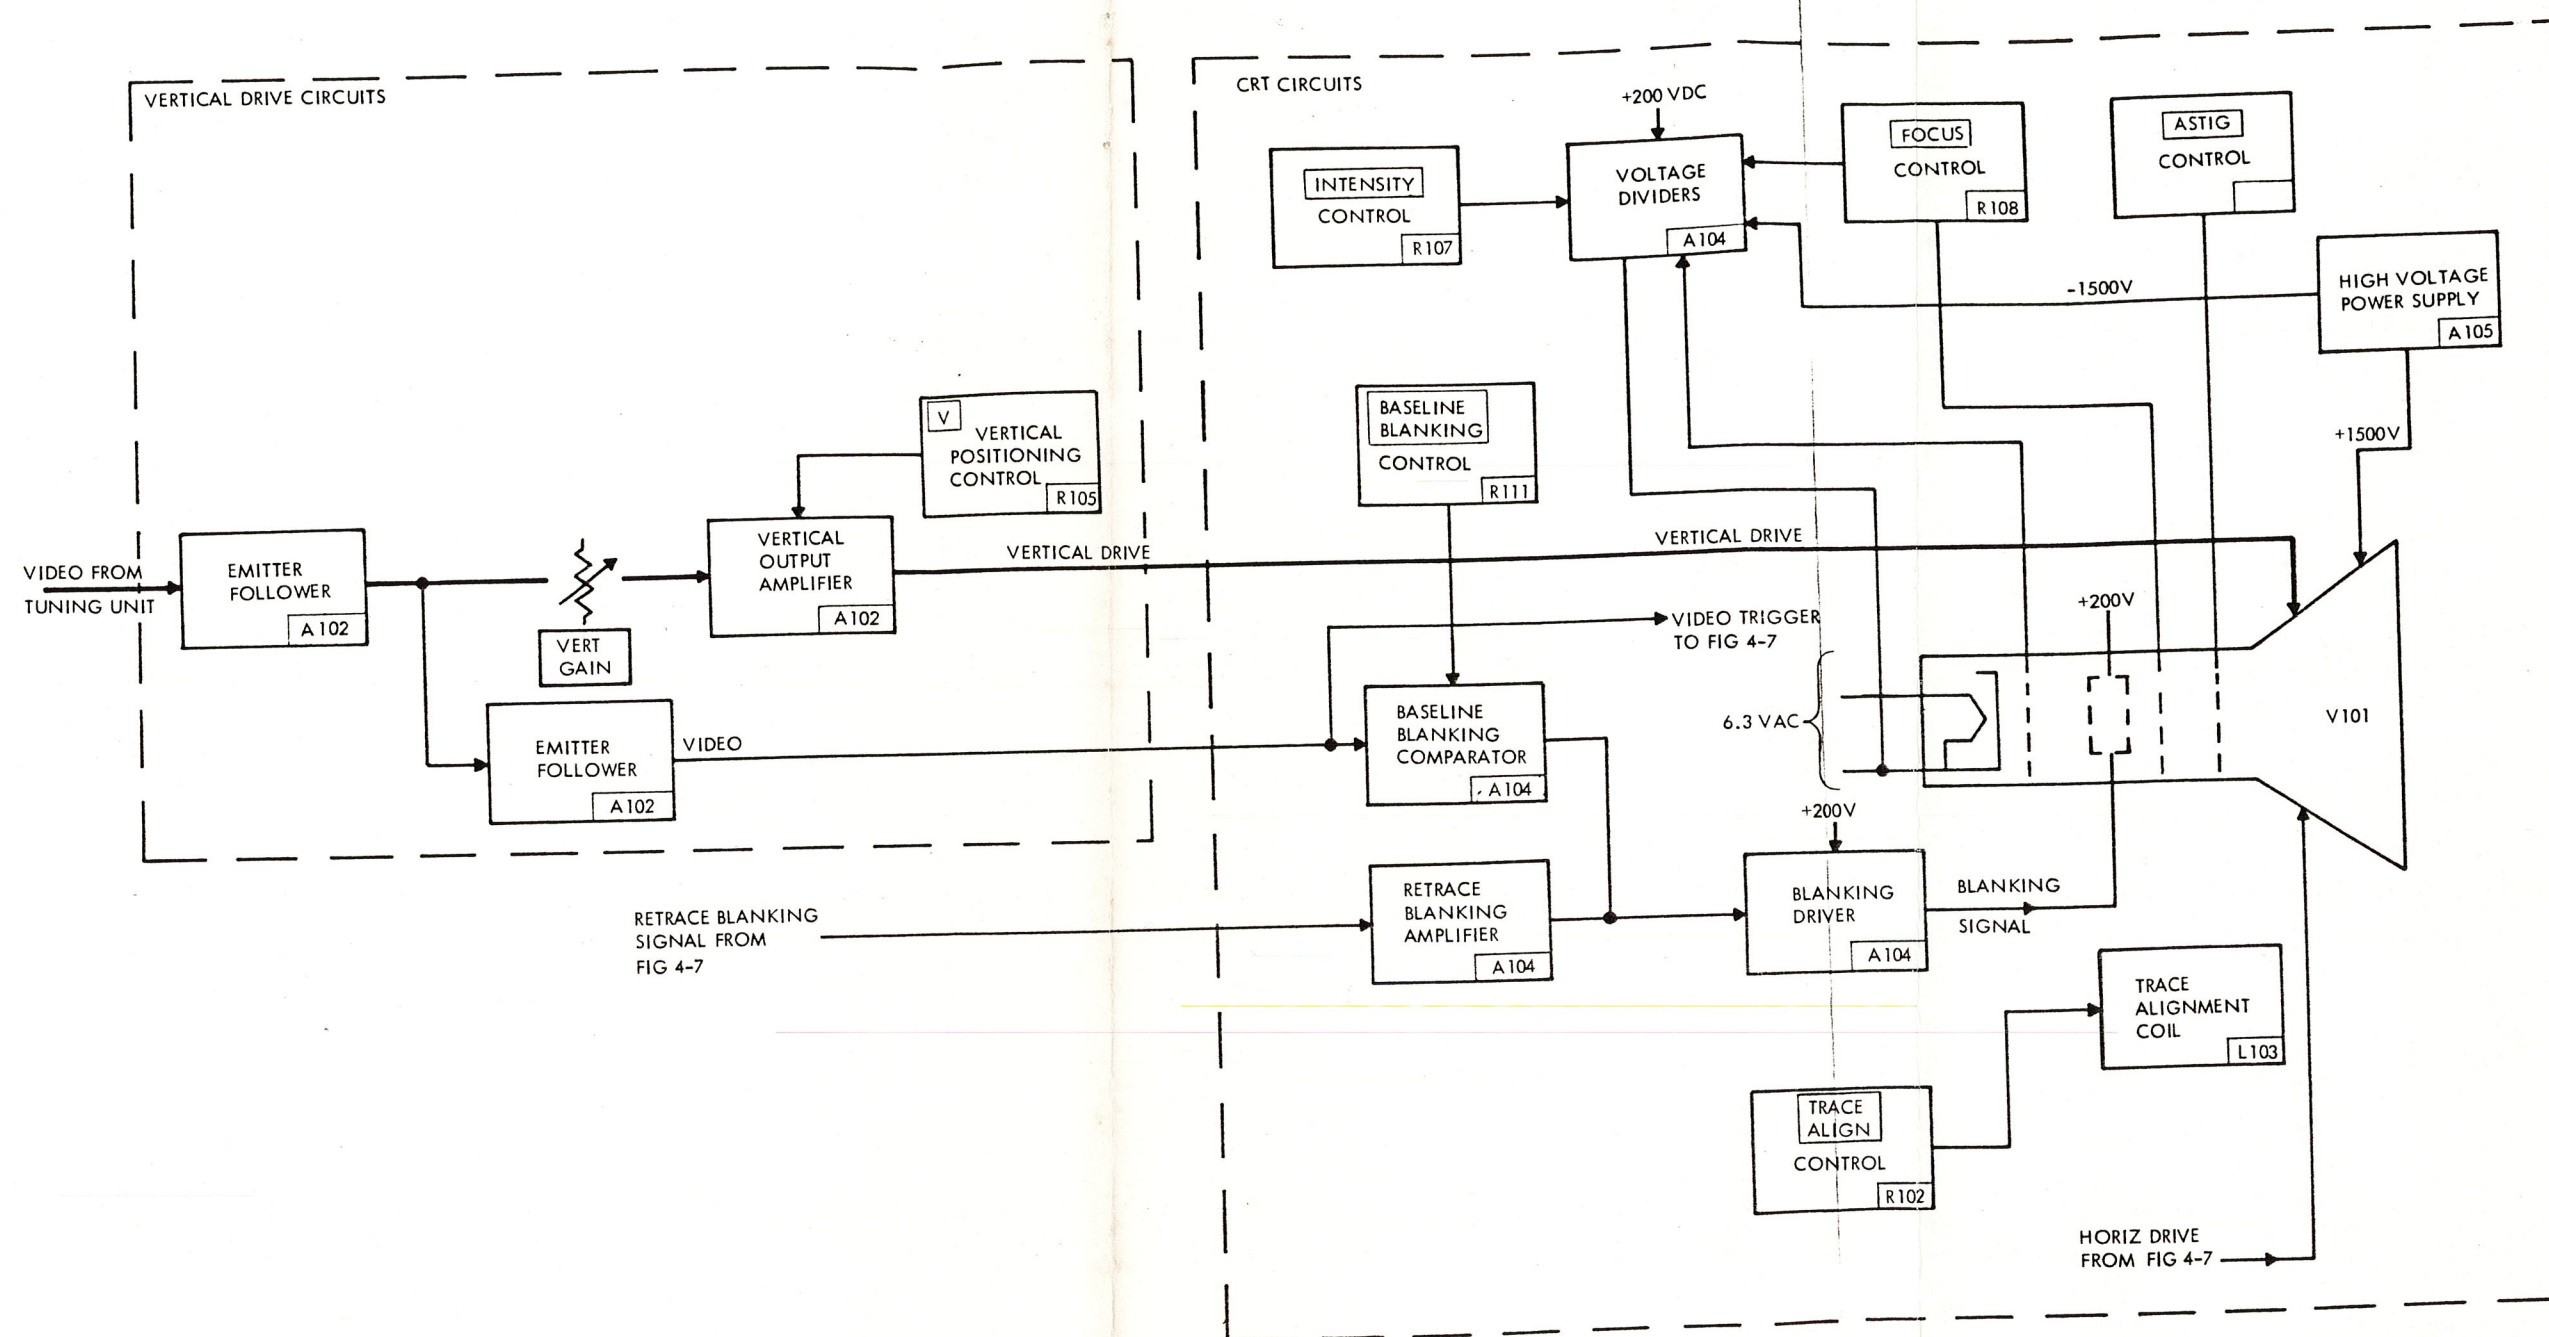 VERTICAL DRIVE CIRCUITS
VIDEO FROM
TUNING UNIT
EMITTER
FOLLOWER
A102
VERT
GAIN
V
VERTICAL
POSITIONING
CONTROL
R105
VERTICAL
OUTPUT
AMPLIFIER
A102
VERTICAL DRIVE
EMITTER
FOLLOWER
A102
VIDEO
RETRACE BLANKING
SIGNAL FROM
FIG 4-7
CRT CIRCUITS
INTENSITY
CONTROL
R107
+200 VDC
VOLTAGE
DIVIDERS
A104
FOCUS
CONTROL
R108
ASTIG
CONTROL
HIGH VOLTAGE
POWER SUPPLY
A105
-1500V
+1500V
BASELINE
BLANKING
CONTROL
R111
VERTICAL DRIVE
VIDEO TRIGGER
TO FIG 4-7
BASELINE
BLANKING
COMPARATOR
A104
6.3 VAC
+200V
V101
+200V
RETRACE
BLANKING
AMPLIFIER
A104
BLANKING
DRIVER
A104
BLANKING
SIGNAL
TRACE
ALIGNMENT
COIL
L103
TRACE
ALIGN
CONTROL
R102
HORIZ DRIVE
FROM FIG 4-7